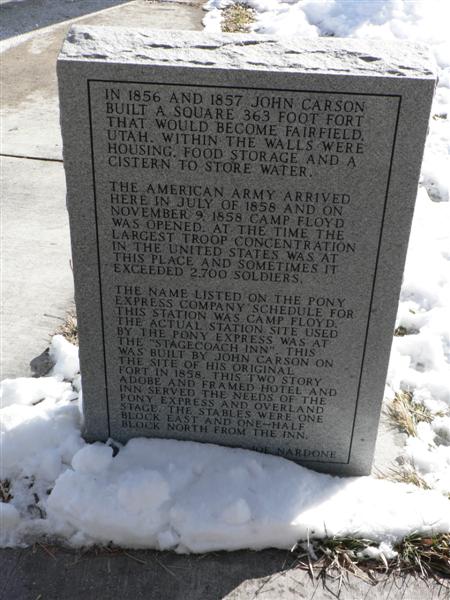 IN 1856 AND 1857 JOHN CARSON
BUILT A SQUARE 363 FOOT FORT
THAT WOULD BECOME FAIRFIELD,
UTAH. WITHIN THE WALLS WERE
HOUSING, FOOD STORAGE AND A
CISTERN TO STORE WATER.
THE AMERICAN ARMY ARRIVED
HERE IN JULY OF 1858 AND ON
NOVEMBER 9, 1858 CAMP FLOYD
WAS OPENED. AT THE TIME THE
LARGEST TROOP CONCENTRATION
IN THE UNITED STATES WAS AT
THIS PLACE AND SOMETIMES IT
EXCEEDED 2,700 SOLDIERS.
THE NAME LISTED ON THE PONY
EXPRESS COMPANY SCHEDULE FOR
THIS STATION WAS CAMP FLOYD.
THE ACTUAL STATION SITE USED
BY THE PONY EXPRESS WAS AT
THE "STAGECOACH INN". THIS
WAS BUILT BY JOHN CARSON ON
THE SITE OF HIS ORIGINAL
FORT IN 1858. THIS TWO STORY
ADOBE AND FRAMED HOTEL AND
INN SERVED THE NEEDS OF THE
PONY EXPRESS AND OVERLAND
STAGE. THE STABLES WERE ONE
BLOCK EAST AND ONE-HALF
BLOCK NORTH FROM THE INN.
JOE NARDONE